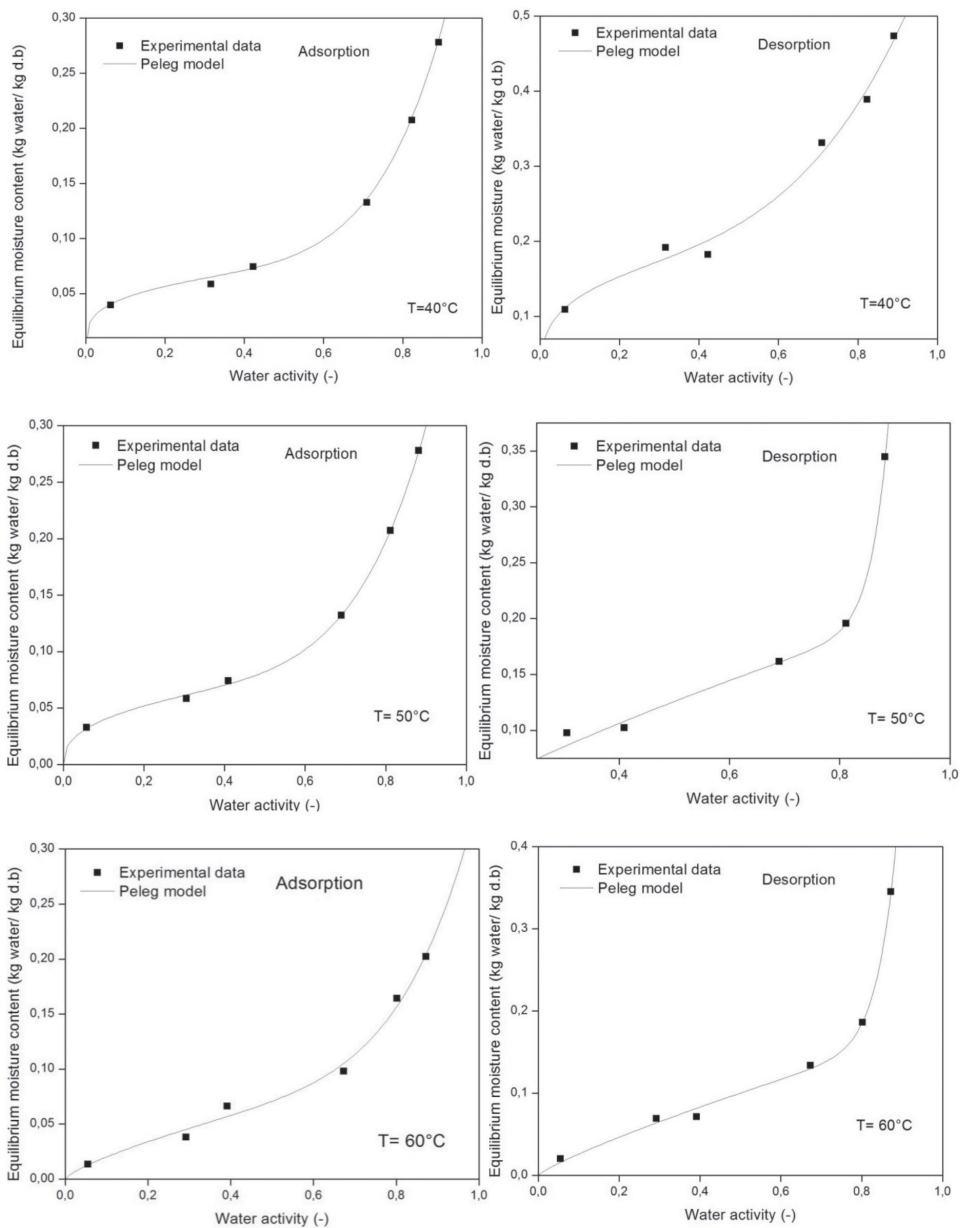 0,30
0,25
0,20
0,15
0,10
0,05
Equilibrium moisture content (kg water/ kg d.b)
Experimental data
Peleg model
Adsorption
T=40°C
0,0 0,2 0,4 0,6 0,8 1,0
Water activity (-)
0,5
0,4
0,3
0,2
0,1
Equilibrium moisture (kg water/ kg d.b)
Experimental data
Peleg model
Desorption
T=40°C
0,0 0,2 0,4 0,6 0,8 1,0
Water activity (-)
0,30
0,20
0,15
0,10
0,05
0,00
Equilibrium moisture content (kg water/ kg d.b)
Experimental data
Peleg model
Adsorption
T= 50°C
0,0 0,2 0,4 0,6 0,8 1,0
Water activity (-)
0,35
0,30
0,25
0,20
0,15
0,10
Equilibrium moisture content (kg water/ kg d.b)
Experimental data
Peleg model
Desorption
T= 50°C
0,4 0,6 0,8 1,0
Water activity (-)
0,30
0,20
0,15
0,10
0,05
0,00
Equilibrium moisture content (kg water/ kg d.b)
Experimental data
Peleg model
Adsorption
T= 60°C
0,0 0,2 0,4 0,6 0,8 1,0
Water activity (-)
0,4
0,3
0,2
0,1
0,0
Equilibrium moisture content (kg water/ kg d.b)
Experimental data
Peleg model
Desorption
T= 60°C
0,0 0,2 0,4 0,6 0,8 1,0
Water activity (-)